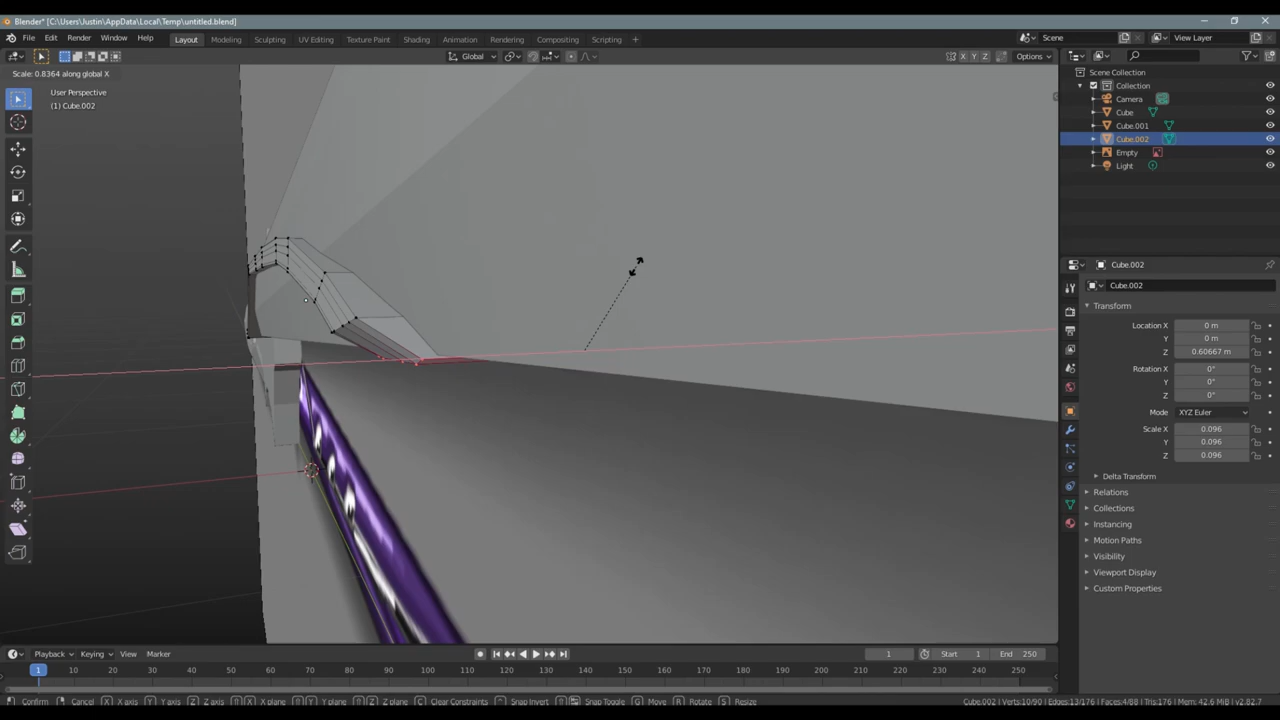 Blender* [C:\Users\Justin\AppData\Local\Temp\untitled.blend]
File Edit Render Window Help Layout Modeling Sculpting UV Editing Texture Paint Shading Animation Rendering Compositing Scripting + Scene View Layer
Global X Y Z Options
Scale: 0.8364 along global X
User Perspective
(1) Cube.002
Scene Collection
Collection
Camera
Cube
Cube.001
Cube.002
Empty
Light
Cube.002
Cube.002
Transform
Location X 0 m
Y 0 m
Z 0.60667 m
Rotation X 0°
Y 0°
Z 0°
Mode XYZ Euler
Scale X 0.096
Y 0.096
Z 0.096
Delta Transform
Relations
Collections
Instancing
Motion Paths
Visibility
Viewport Display
Custom Properties
Playback Keying View Marker 1 Start 1 End 250
1 10 20 30 40 50 60 70 80 90 100 110 120 130 140 150 160 170 180 190 200 210 220 230 240 250
Confirm Cancel X X axis Y Y axis Z Z axis X X plane Y Y plane Z Z plane C Clear Constraints Snap Invert Snap Toggle G Move R Rotate S Resize Cube.002 | Verts:10/90 | Edges:13/176 | Faces:4/88 | Tris:176 | Mem: 42.6 MiB | v2.82.7